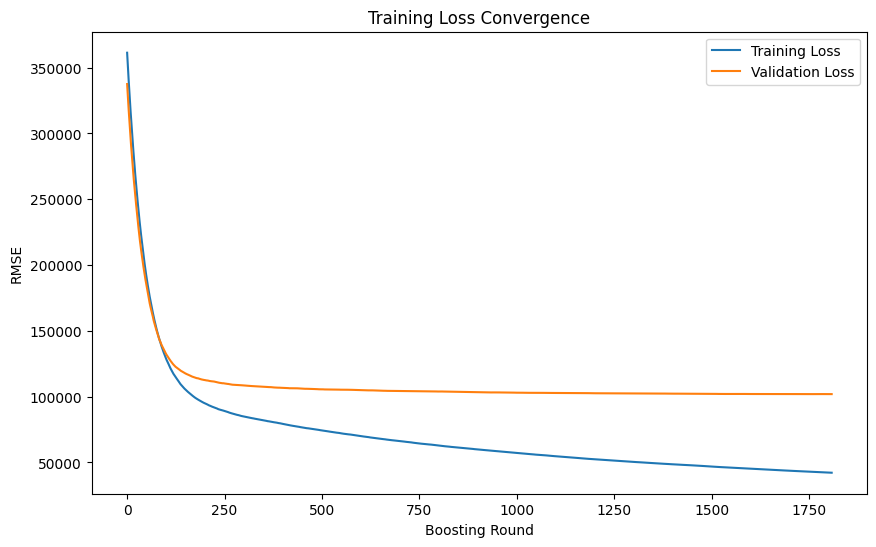 Training Loss Convergence
Training Loss
Validation Loss
RMSE
350000
300000
250000
200000
150000
100000
50000
0 250 500 750 1000 1250 1500 1750
Boosting Round